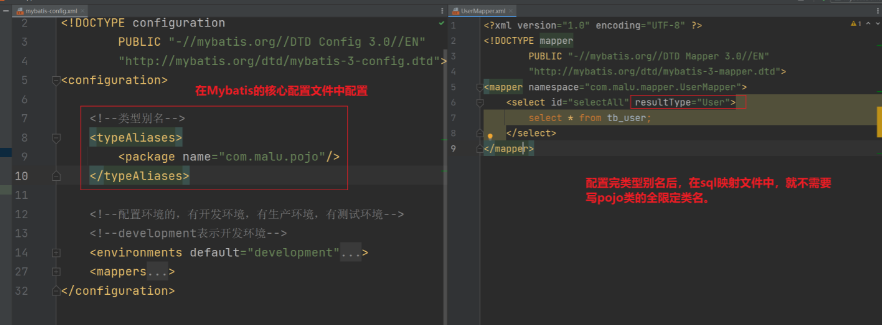 mybatis-config.xml
2 <!DOCTYPE configuration
3 PUBLIC "-//mybatis.org//DTD Config 3.0//EN"
4 "http://mybatis.org/dtd/mybatis-3-config.dtd">
5 <configuration>
在Mybatis的核心配置文件中配置
6
7 <!--类型别名-->
8 <typeAliases>
9 <package name="com.malu.pojo"/>
10 </typeAliases>
11
12 <!--配置环境的，有开发环境，有生产环境，有测试环境-->
13 <!--development表示开发环境-->
14 <environments default="development"...>
27 <mappers...>
32 </configuration>
UserMapper.xml
1 <?xml version="1.0" encoding="UTF-8" ?>
2 <!DOCTYPE mapper
3 PUBLIC "-//mybatis.org//DTD Mapper 3.0//EN"
4 "http://mybatis.org/dtd/mybatis-3-mapper.dtd">
5 <mapper namespace="com.malu.mapper.UserMapper">
6 <select id="selectAll" resultType="User">
7 select * from tb_user;
8 </select>
9 </mapper>
配置完类型别名后，在sql映射文件中，就不需要
写pojo类的全限定类名。